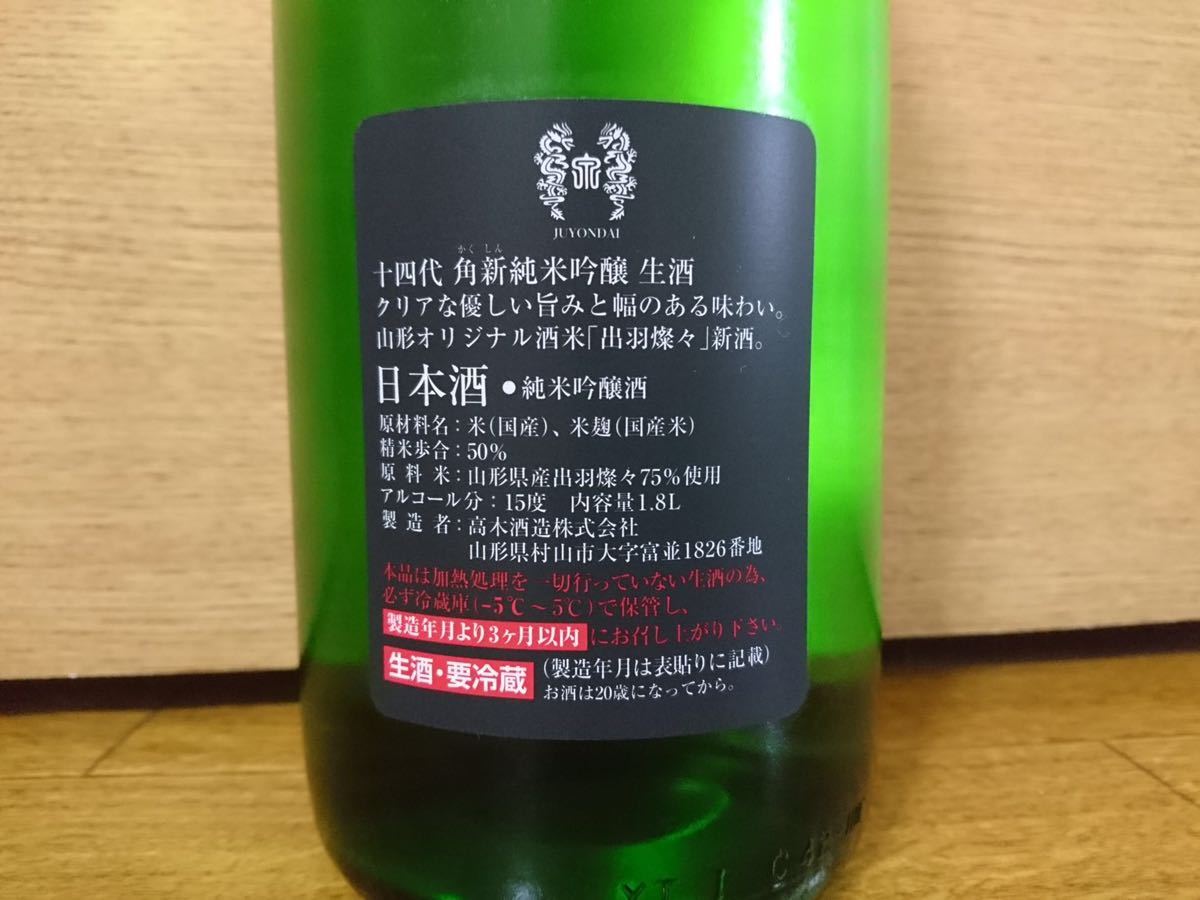 JUYONDAI
かくしん
十四代 角新純米吟醸 生酒
クリアな優しい旨みと幅のある味わい。
山形オリジナル酒米「出羽燦々」新酒。
日本酒 ● 純米吟醸酒
原材料名：米(国産)、米麹(国産米)
精米歩合：50%
原料米：山形県産出羽燦々75%使用
アルコール分：15度 内容量1.8L
製造者：高木酒造株式会社
山形県村山市大字富並1826番地
本品は加熱処理を一切行っていない生酒の為、
必ず冷蔵庫(-5℃～5℃)で保管し、
製造年月より3ヶ月以内にお召し上がり下さい。
生酒・要冷蔵 (製造年月は表貼りに記載)
お酒は20歳になってから。